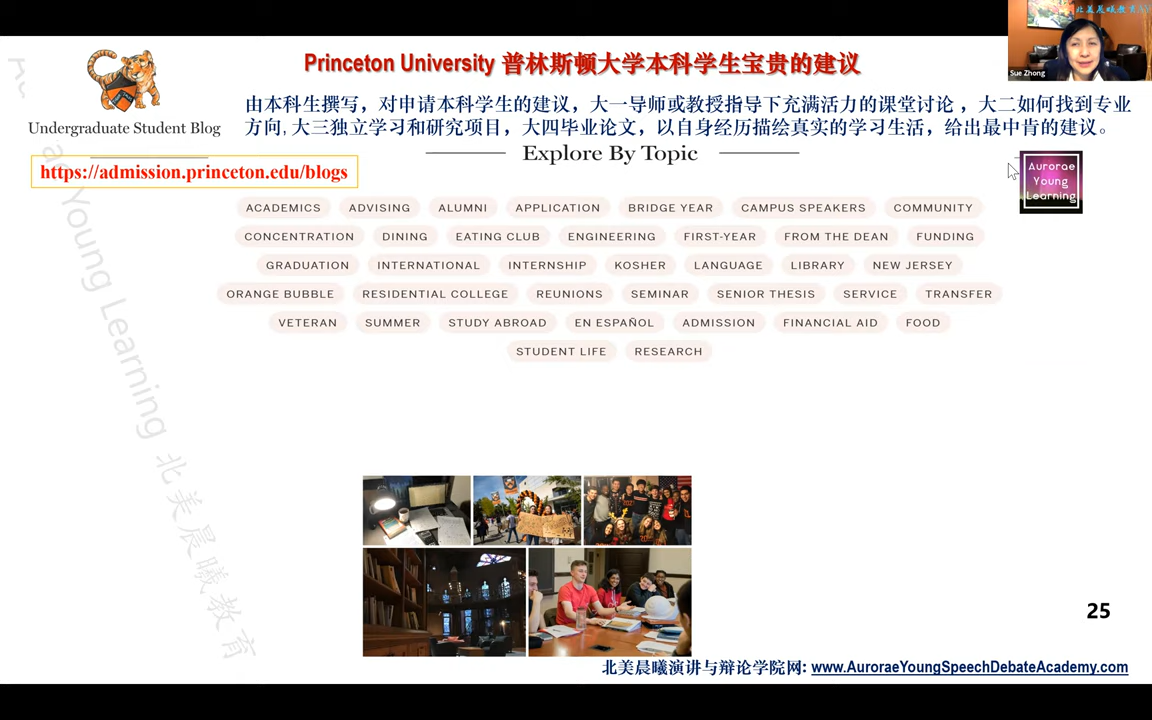 北美晨曦教育
Sue Zhong
Princeton University 普林斯顿大学本科学生宝贵的建议
由本科生撰写，对申请本科学生的建议，大一导师或教授指导下充满活力的课堂讨论 ，大二如何找到专业
方向, 大三独立学习和研究项目，大四毕业论文，以自身经历描绘真实的学习生活，给出最中肯的建议。
Undergraduate Student Blog
https://admission.princeton.edu/blogs
Explore By Topic
Aurorae
Young
Learning
ACADEMICS ADVISING ALUMNI APPLICATION BRIDGE YEAR CAMPUS SPEAKERS COMMUNITY
CONCENTRATION DINING EATING CLUB ENGINEERING FIRST-YEAR FROM THE DEAN FUNDING
GRADUATION INTERNATIONAL INTERNSHIP KOSHER LANGUAGE LIBRARY NEW JERSEY
ORANGE BUBBLE RESIDENTIAL COLLEGE REUNIONS SEMINAR SENIOR THESIS SERVICE TRANSFER
VETERAN SUMMER STUDY ABROAD EN ESPAÑOL ADMISSION FINANCIAL AID FOOD
STUDENT LIFE RESEARCH
Young Learning 北美晨曦教育
25
北美晨曦演讲与辩论学院网: www.AuroraeYoungSpeechDebateAcademy.com